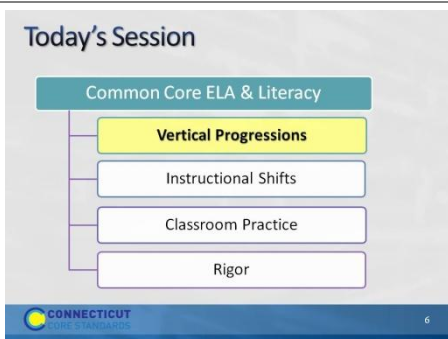 Today's Session
Common Core ELA & Literacy
Vertical Progressions
Instructional Shifts
Classroom Practice
Rigor
CONNECTICUT
CORE STANDARDS
6